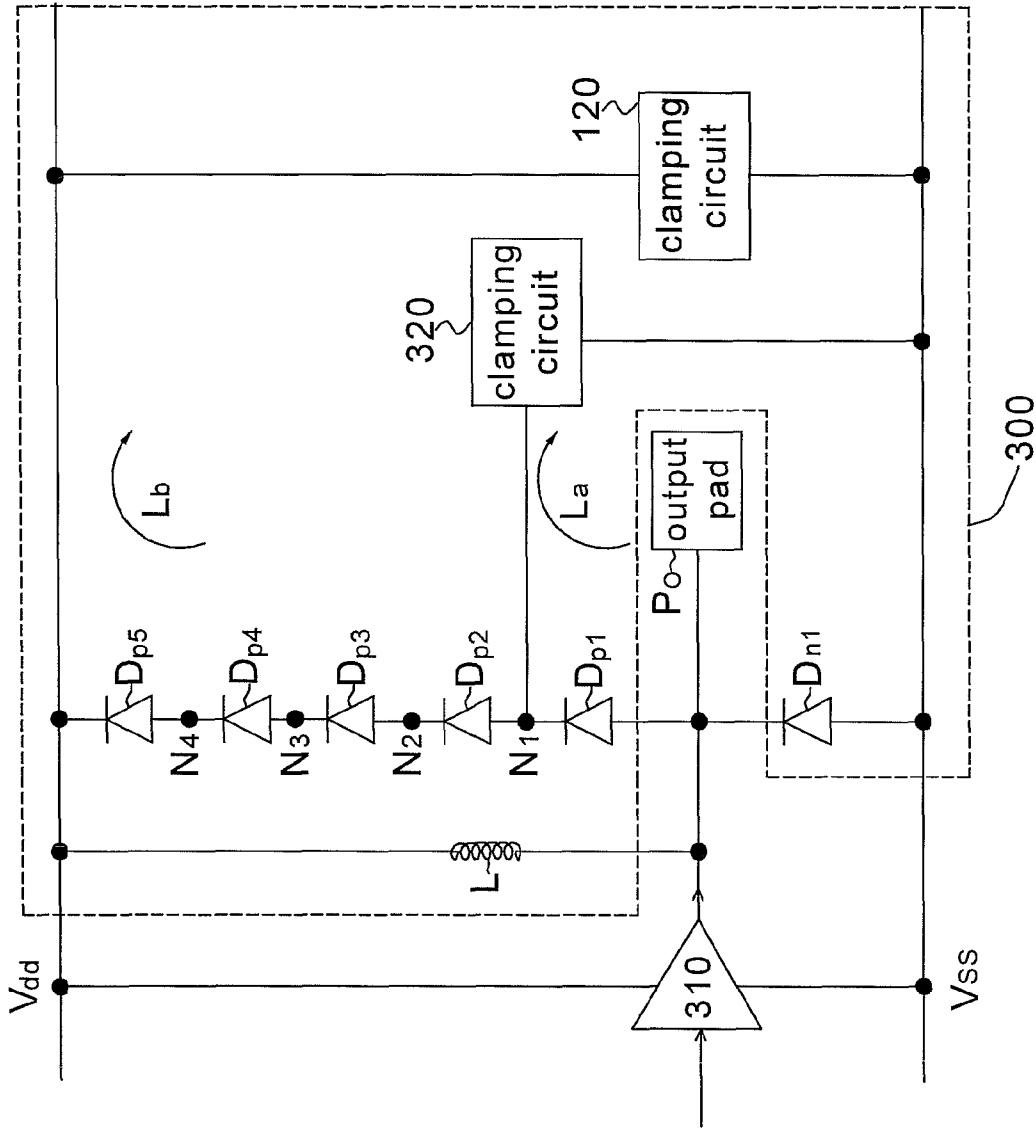 Vdd
Dp5
N4
Dp4
N3
Dp3
N2
Dp2
N1
Dp1
L
Lb
La
320
clamping
circuit
120
clamping
circuit
310
Po
output
pad
Dn1
Vss
300